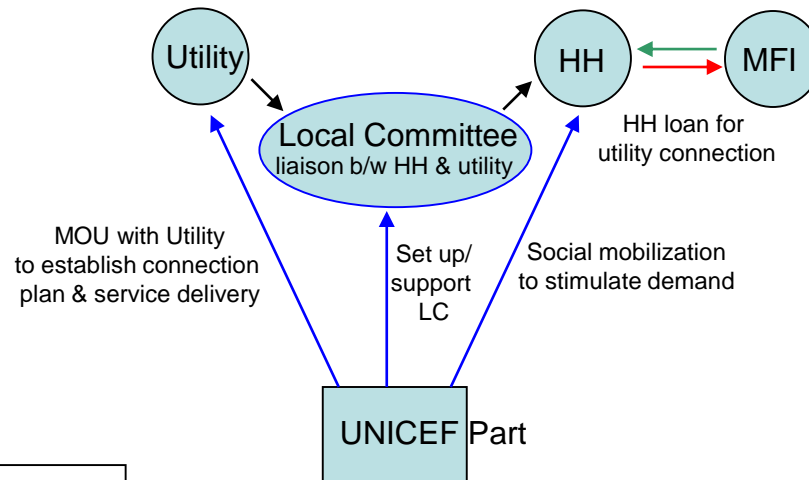 Utility
HH
MFI
Local Committee
liaison b/w HH & utility
HH loan for
utility connection
MOU with Utility
to establish connection
plan & service delivery
Set up/
support
LC
Social mobilization
to stimulate demand
UNICEF Part